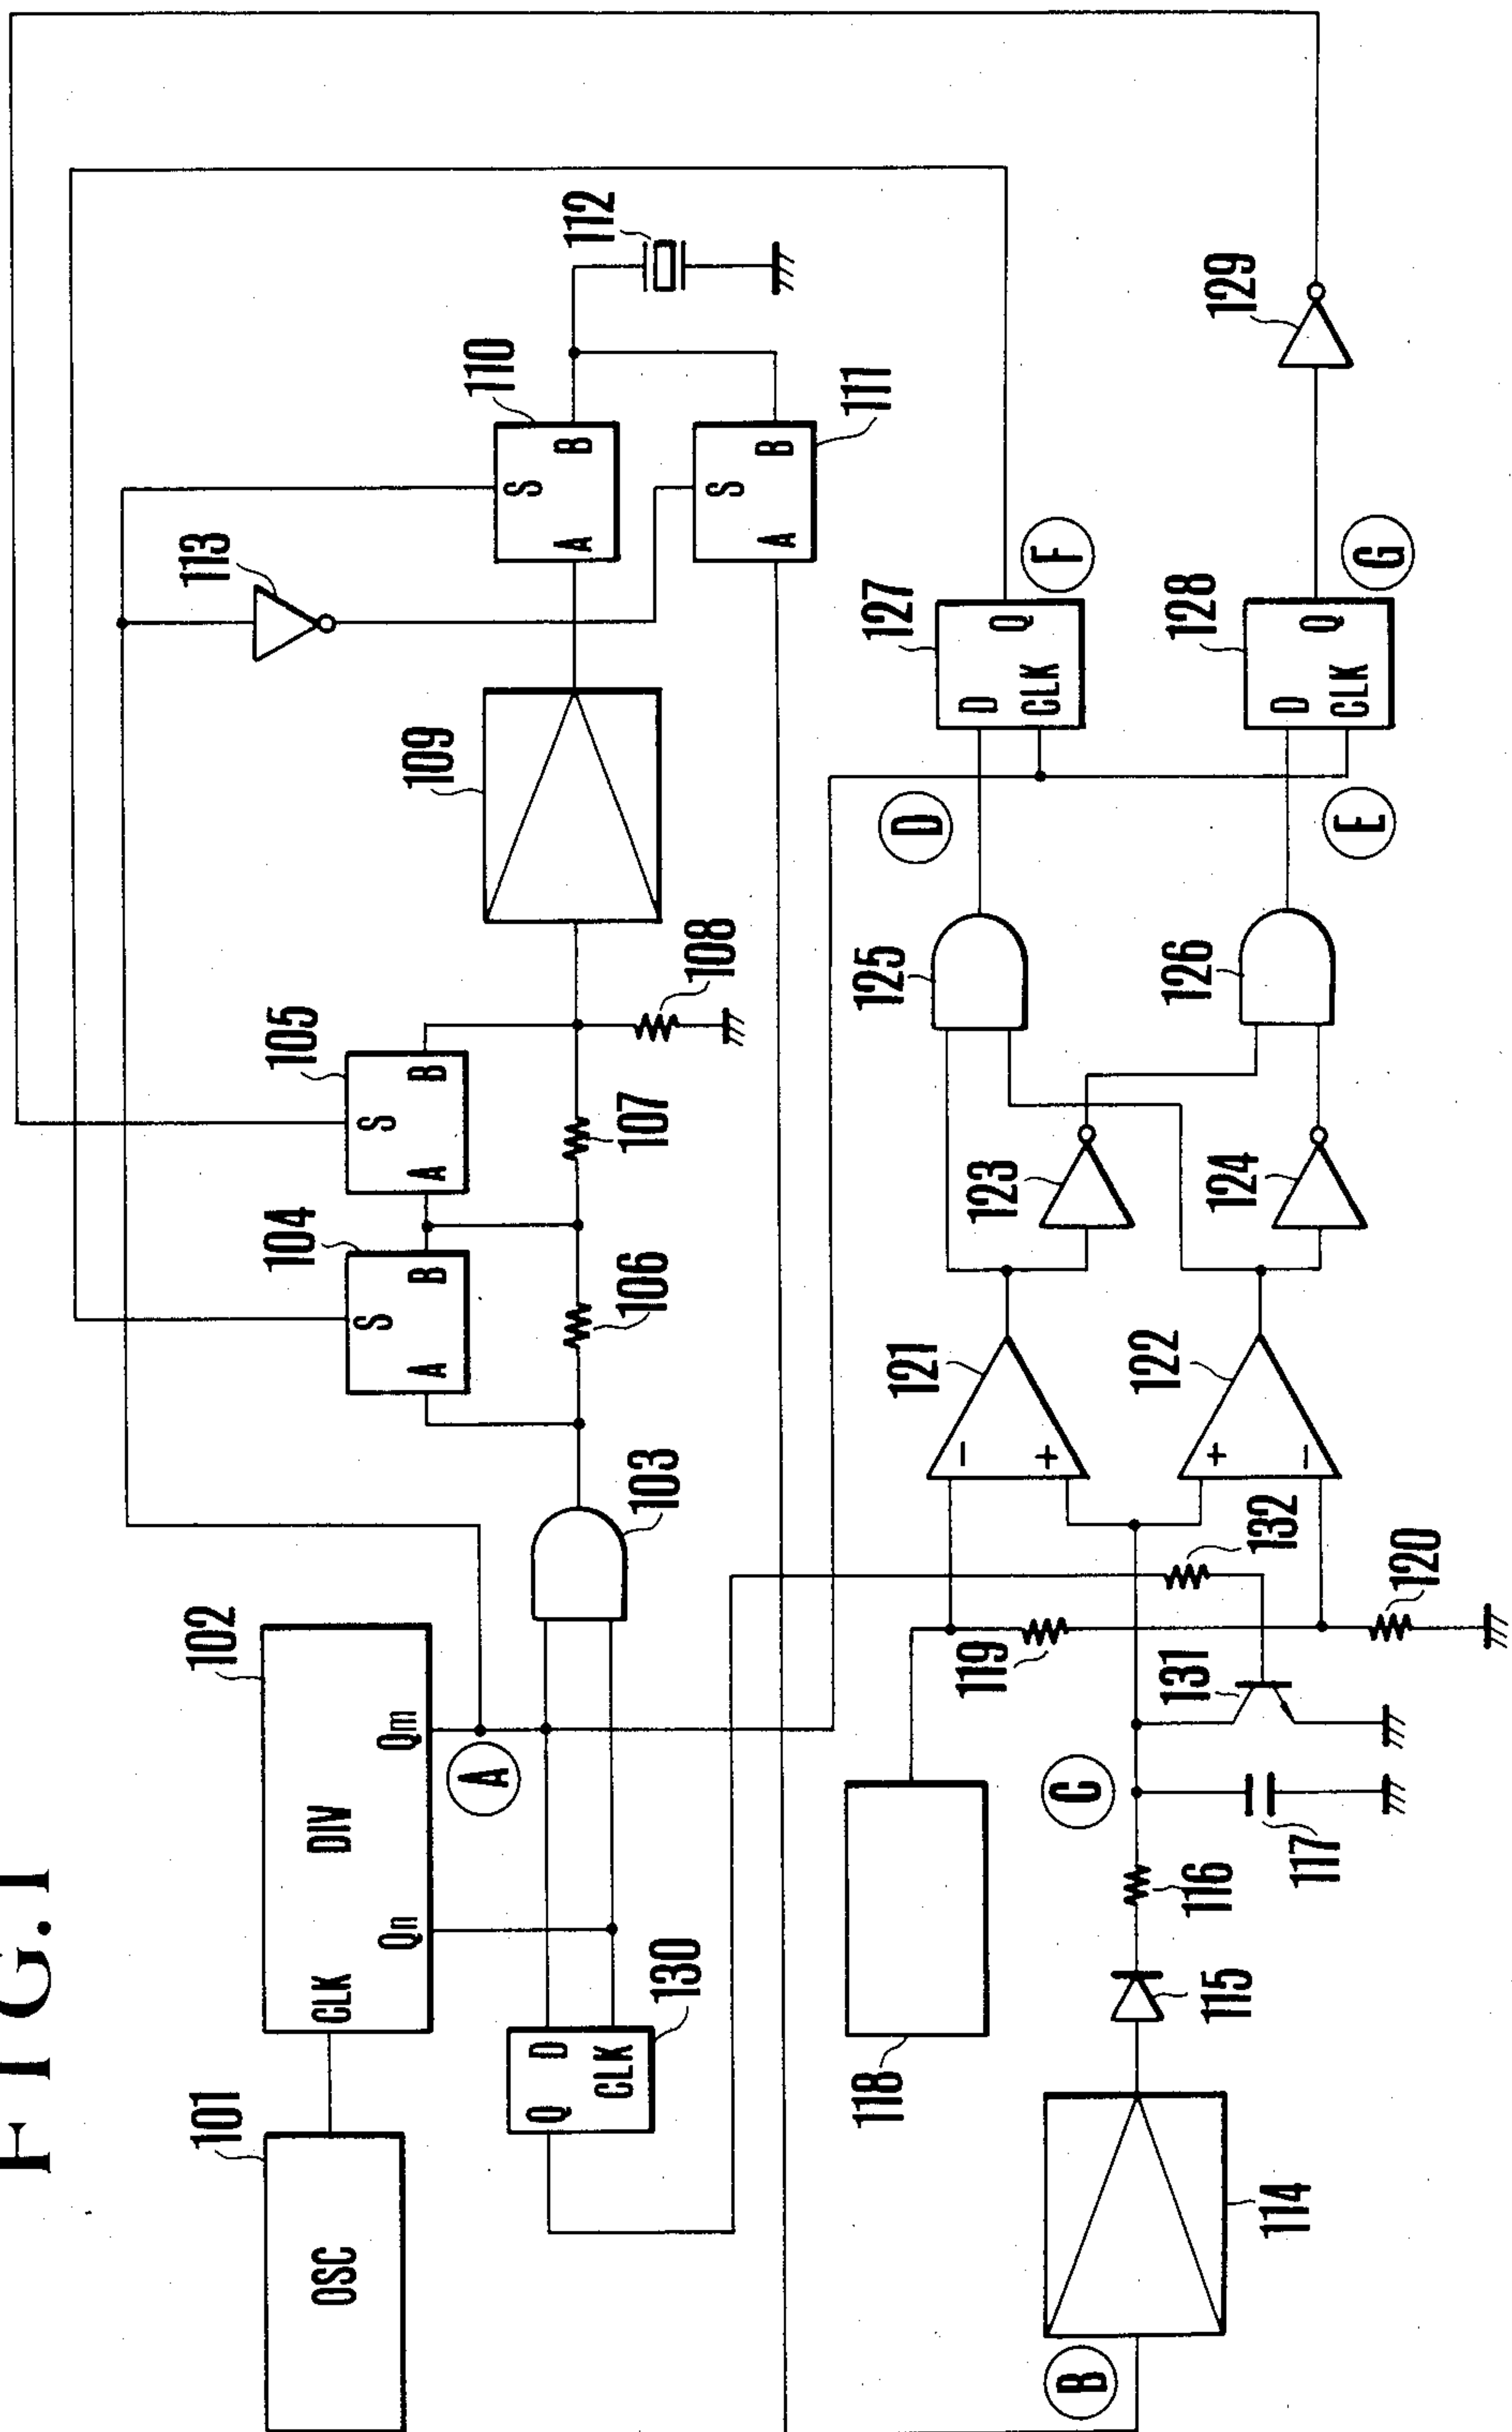 FIG.1
101
OSC
102
CLK
DIV
Qn
Qm
A
130
Q
D
CLK
103
104
S
A
B
105
S
A
B
106
107
108
109
113
110
S
A
B
111
S
A
B
112
B
114
115
116
117
C
118
119
120
131
132
121
-
+
122
+
-
123
124
125
126
D
E
127
D
CLK
Q
F
128
D
CLK
Q
G
129